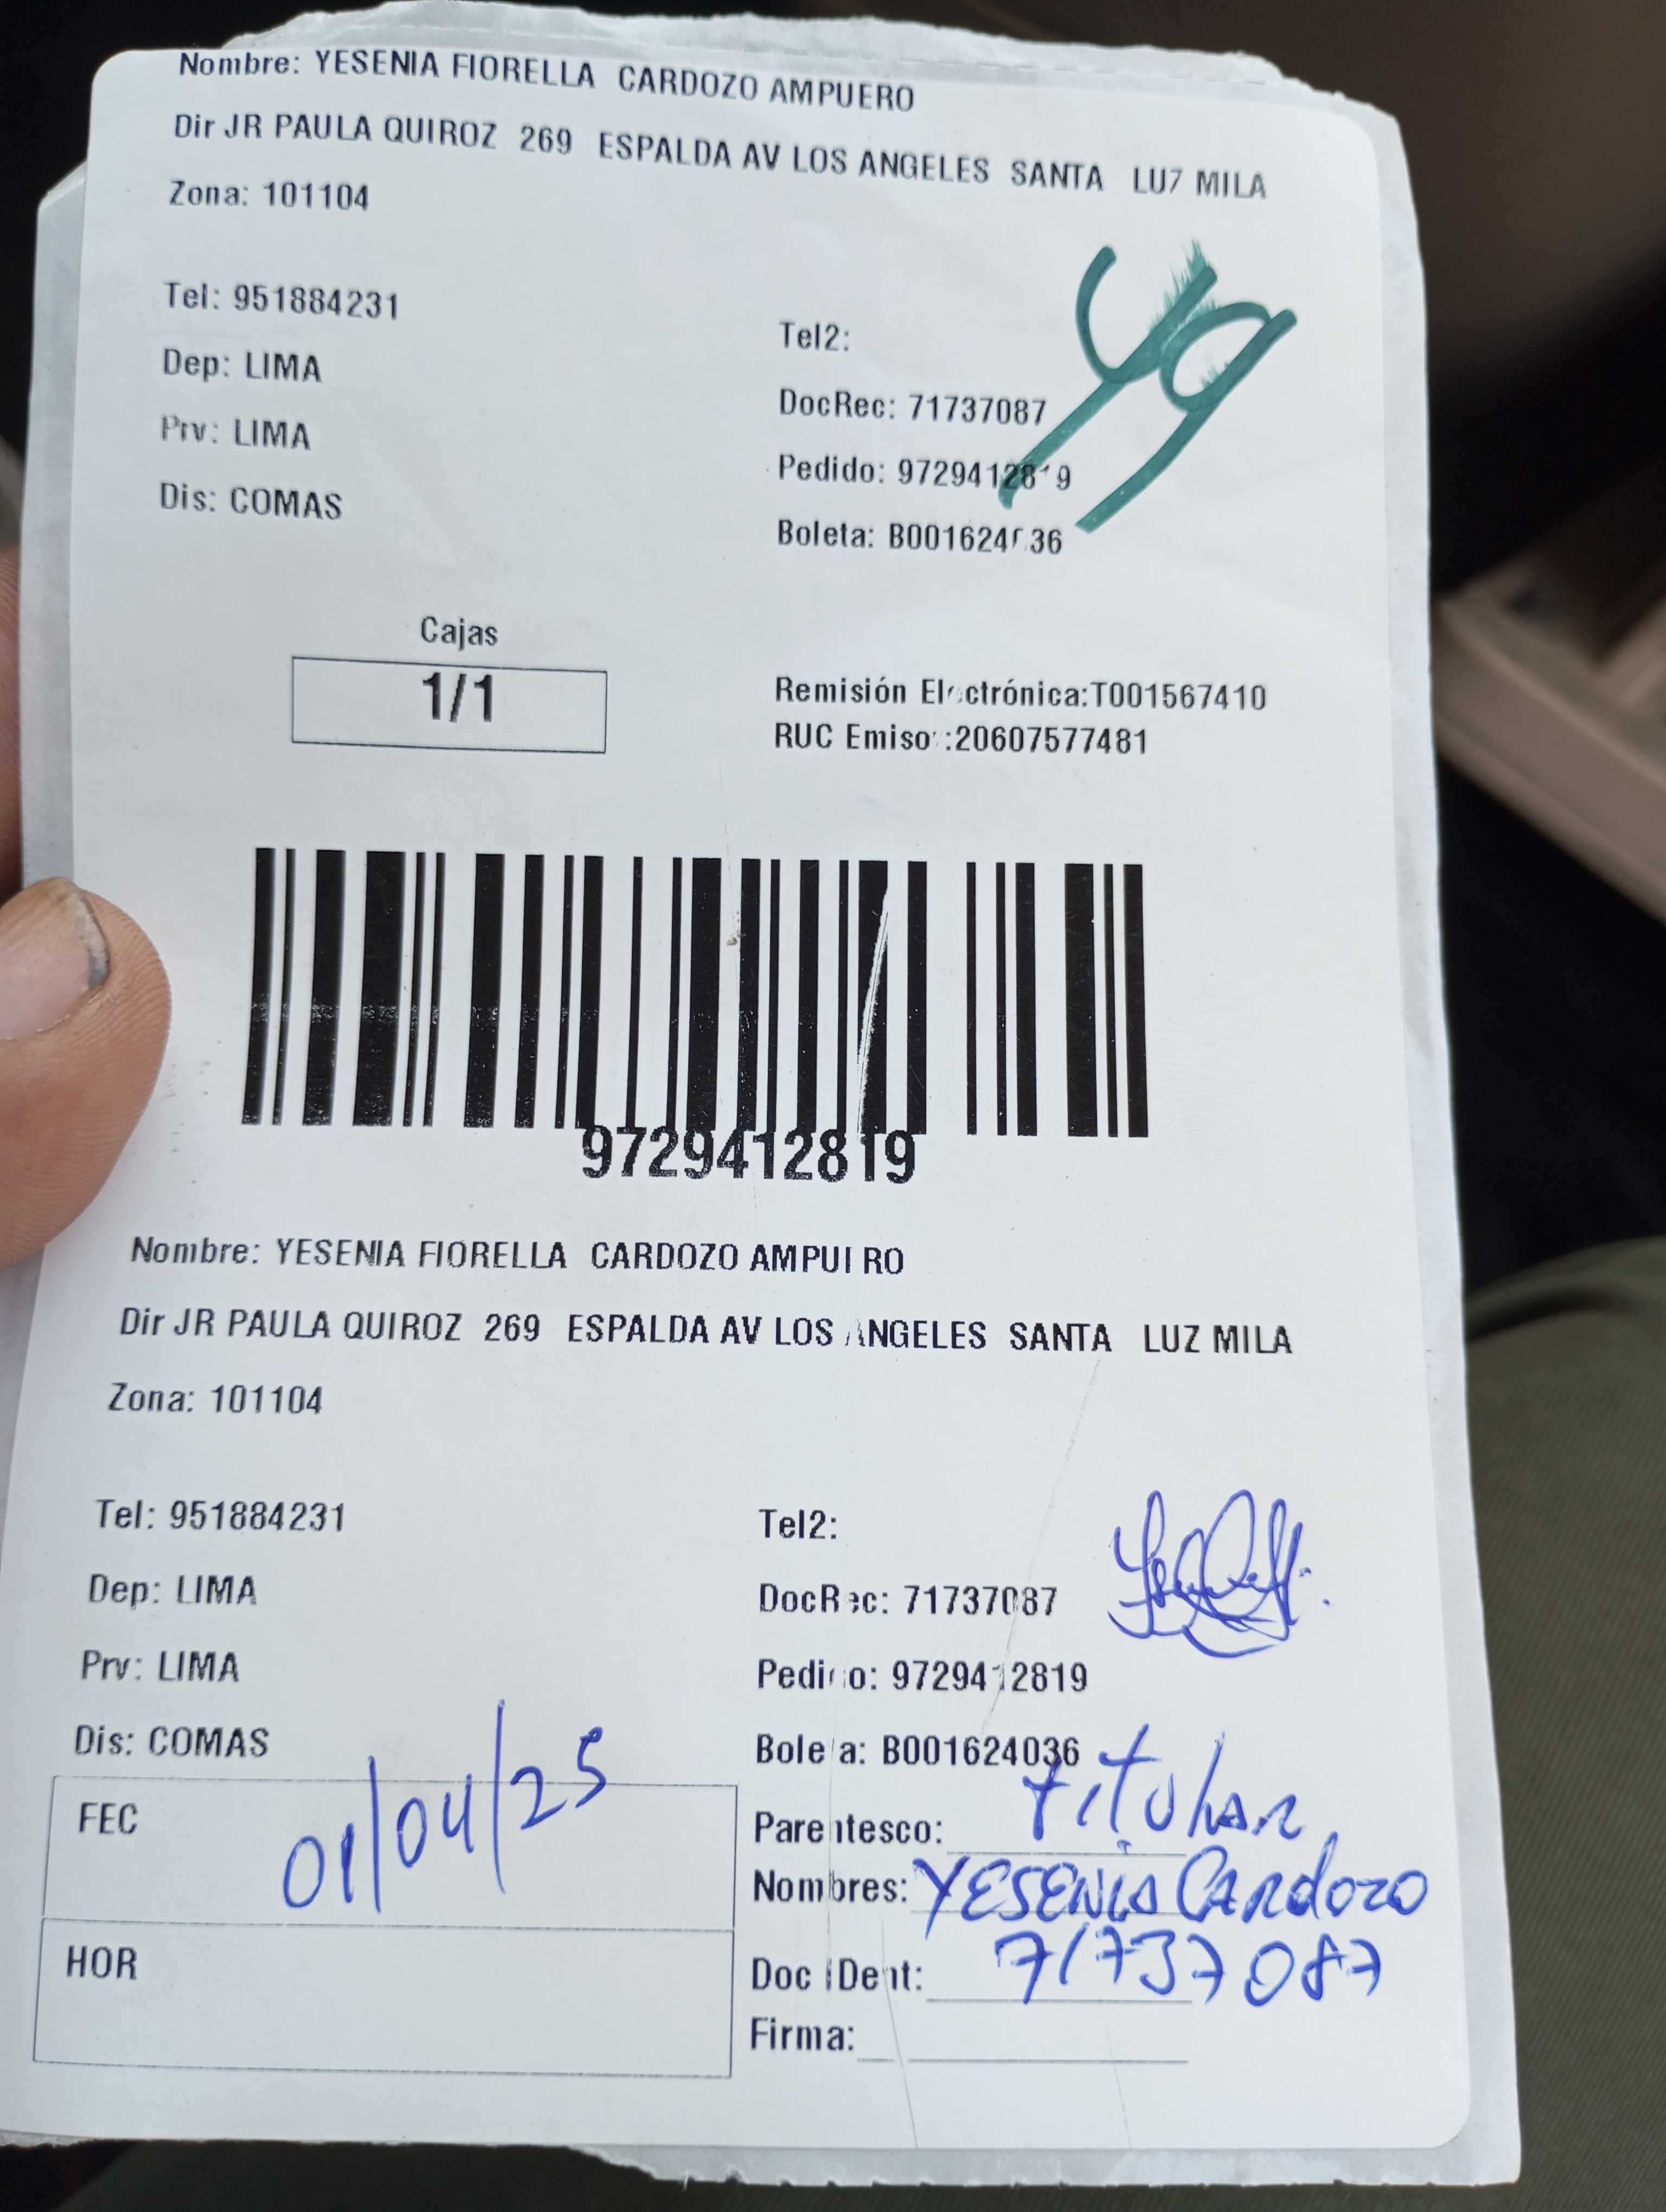 Nombre: YESENIA FIORELLA CARDOZO AMPUERO
Dir JR PAULA QUIROZ 269 ESPALDA AV LOS ANGELES SANTA LUZ MILA
Zona: 101104
49
Tel: 951884231
Tel2:
Dep: LIMA
DocRec: 71737087
Prv: LIMA
Pedido: 9729412819
Dis: COMAS
Boleta: B001624036
Cajas
1/1
Remisión Electrónica:T001567410
RUC Emisor:20607577481
9729412819
Nombre: YESENIA FIORELLA CARDOZO AMPUERO
Dir JR PAULA QUIROZ 269 ESPALDA AV LOS ANGELES SANTA LUZ MILA
Zona: 101104
Tel: 951884231
Tel2:
Dep: LIMA
DocRec: 71737087
Prv: LIMA
Pedido: 9729412819
Dis: COMAS
Boleta: B001624036
FEC 01/04/25
Parentesco: titular
Nombres: YESENIA CARdozo
HOR
Doc IDent: 71737087
Firma: